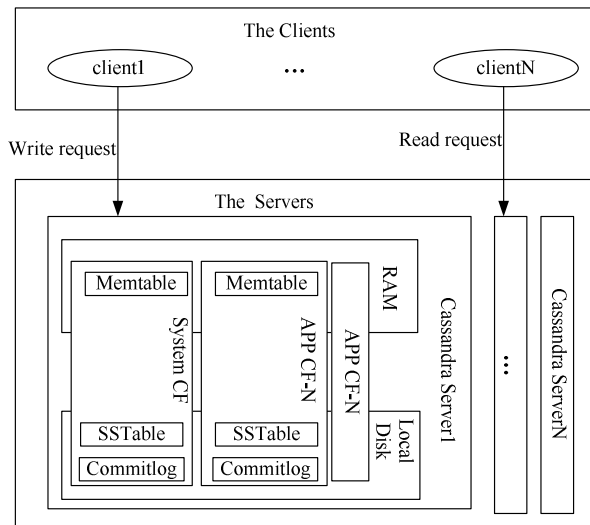 The Clients
client1
...
clientN
Write request
Read request
The Servers
Memtable
Memtable
RAM
System CF
APP CF-N
APP CF-N
Cassandra Server1
...
Cassandra ServerN
SSTable
SSTable
Local
Disk
Commitlog
Commitlog